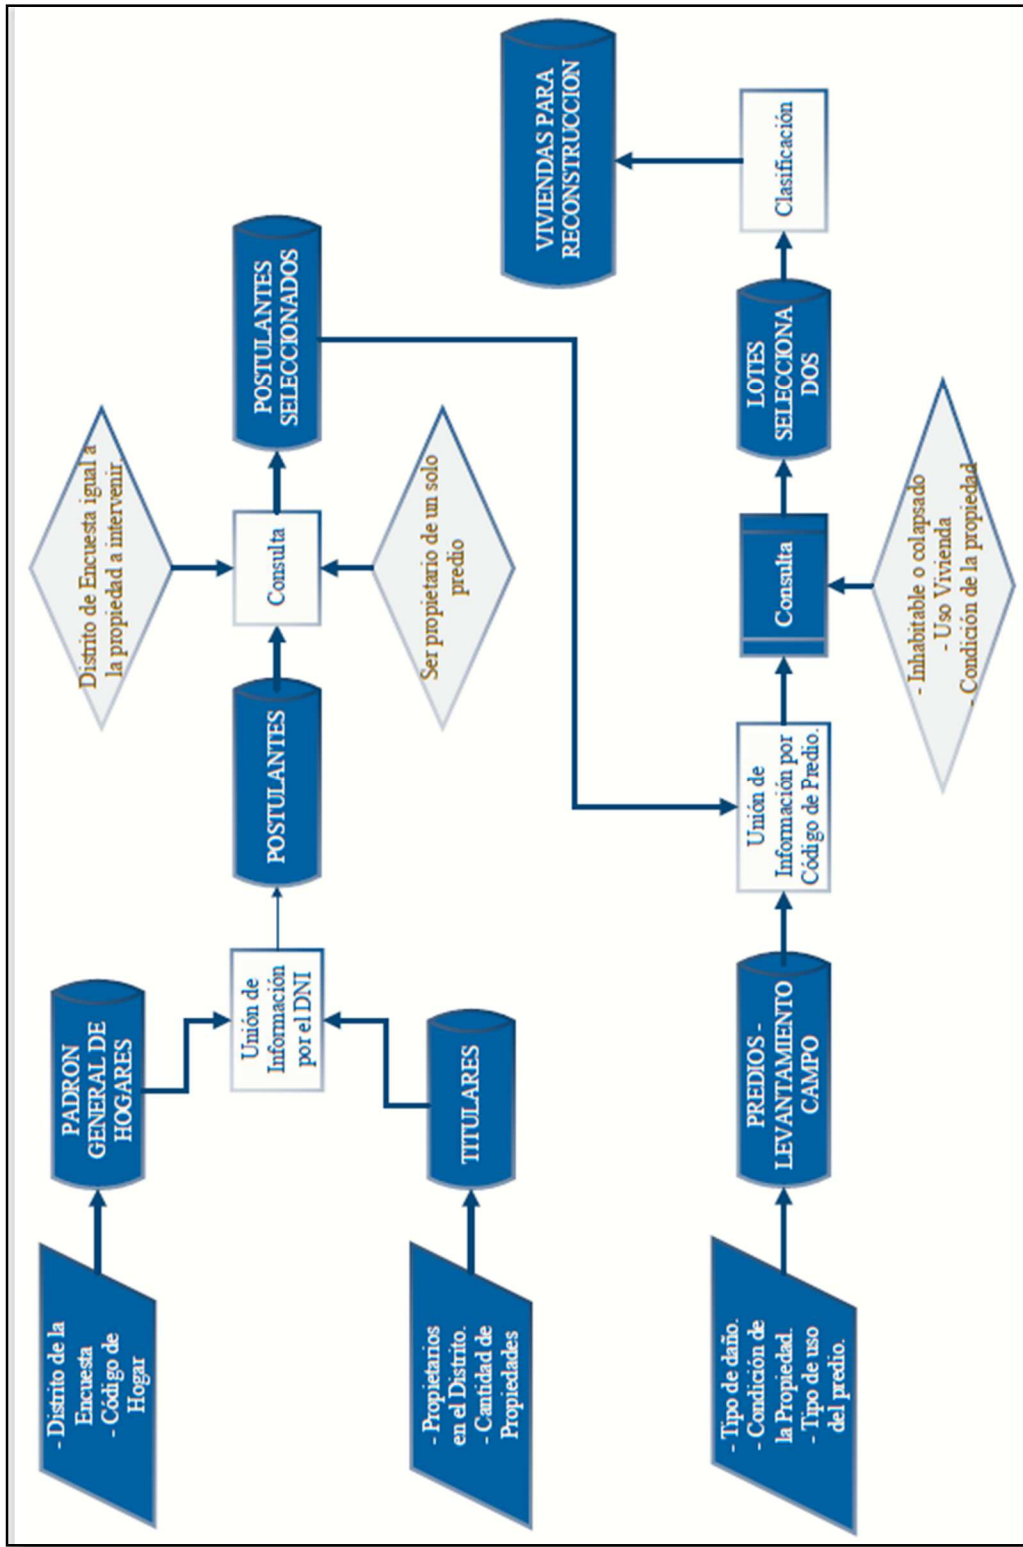 - Distrito de la
Encuesta
- Código de
Hogar
PADRON
GENERAL DE
HOGARES
Unión de
Información
por el DNI
POSTULANTES
Distrito de Encuesta igual a
la propiedad a intervenir,
Consulta
Ser propietario de un solo
predio
POSTULANTES
SELECCIONADOS
- Propietarios
en el Distrito.
- Cantidad de
Propiedades
TITULARES
VIVIENDAS PARA
RECONSTRUCCION
- Tipo de daño.
- Condición de
la Propiedad.
- Tipo de uso
del predio.
PREDIOS -
LEVANTAMIENTO
CAMPO
Unión de
Información por
Código de Predio.
Consulta
LOTES
SELECCIONA
DOS
Clasificación
- Inhabitable o colapsado
- Uso Vivienda
- Condición de la propiedad